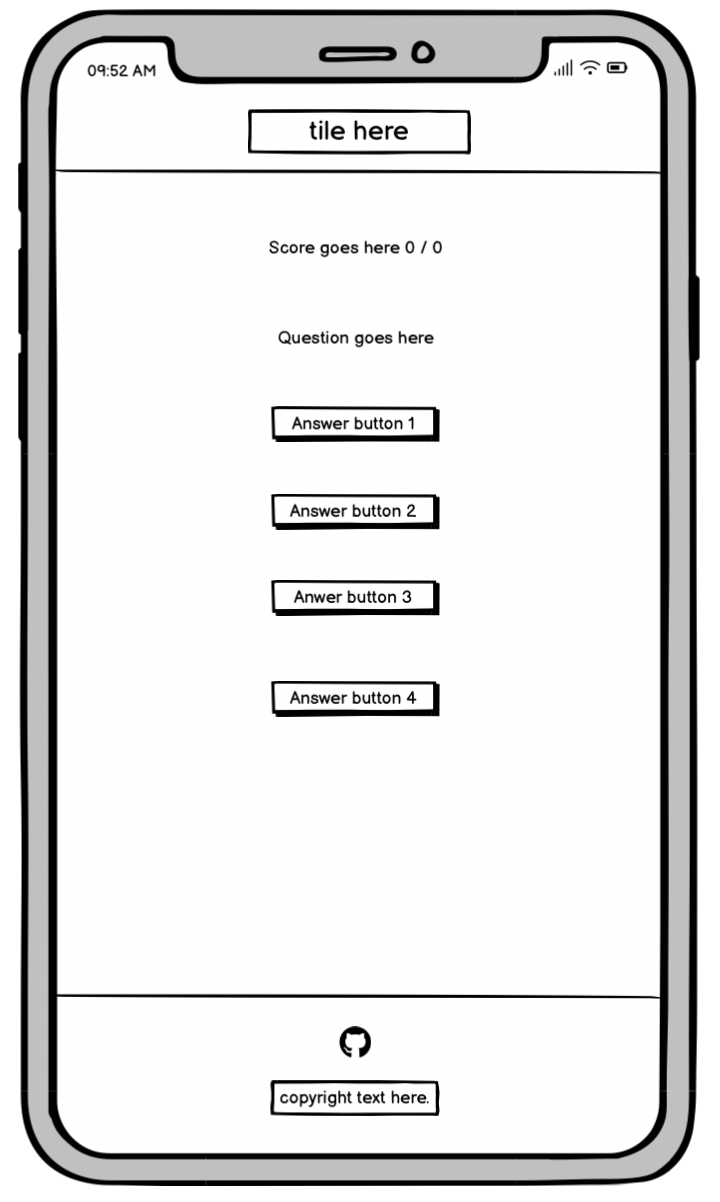 09:52 AM
tile here
Score goes here 0 / 0
Question goes here
Answer button 1
Answer button 2
Anwer button 3
Answer button 4
copyright text here.